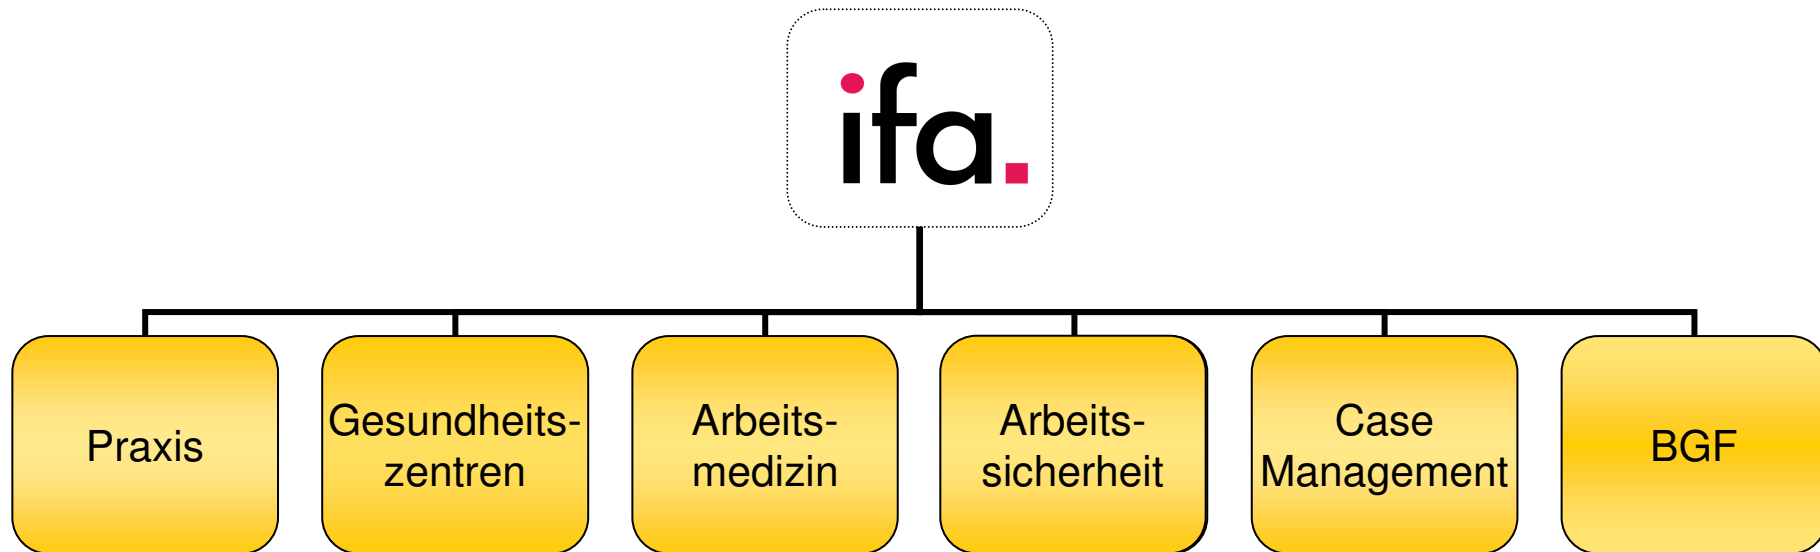 ifa.
Praxis
Gesundheits-
zentren
Arbeits-
medizin
Arbeits-
sicherheit
Case
Management
BGF